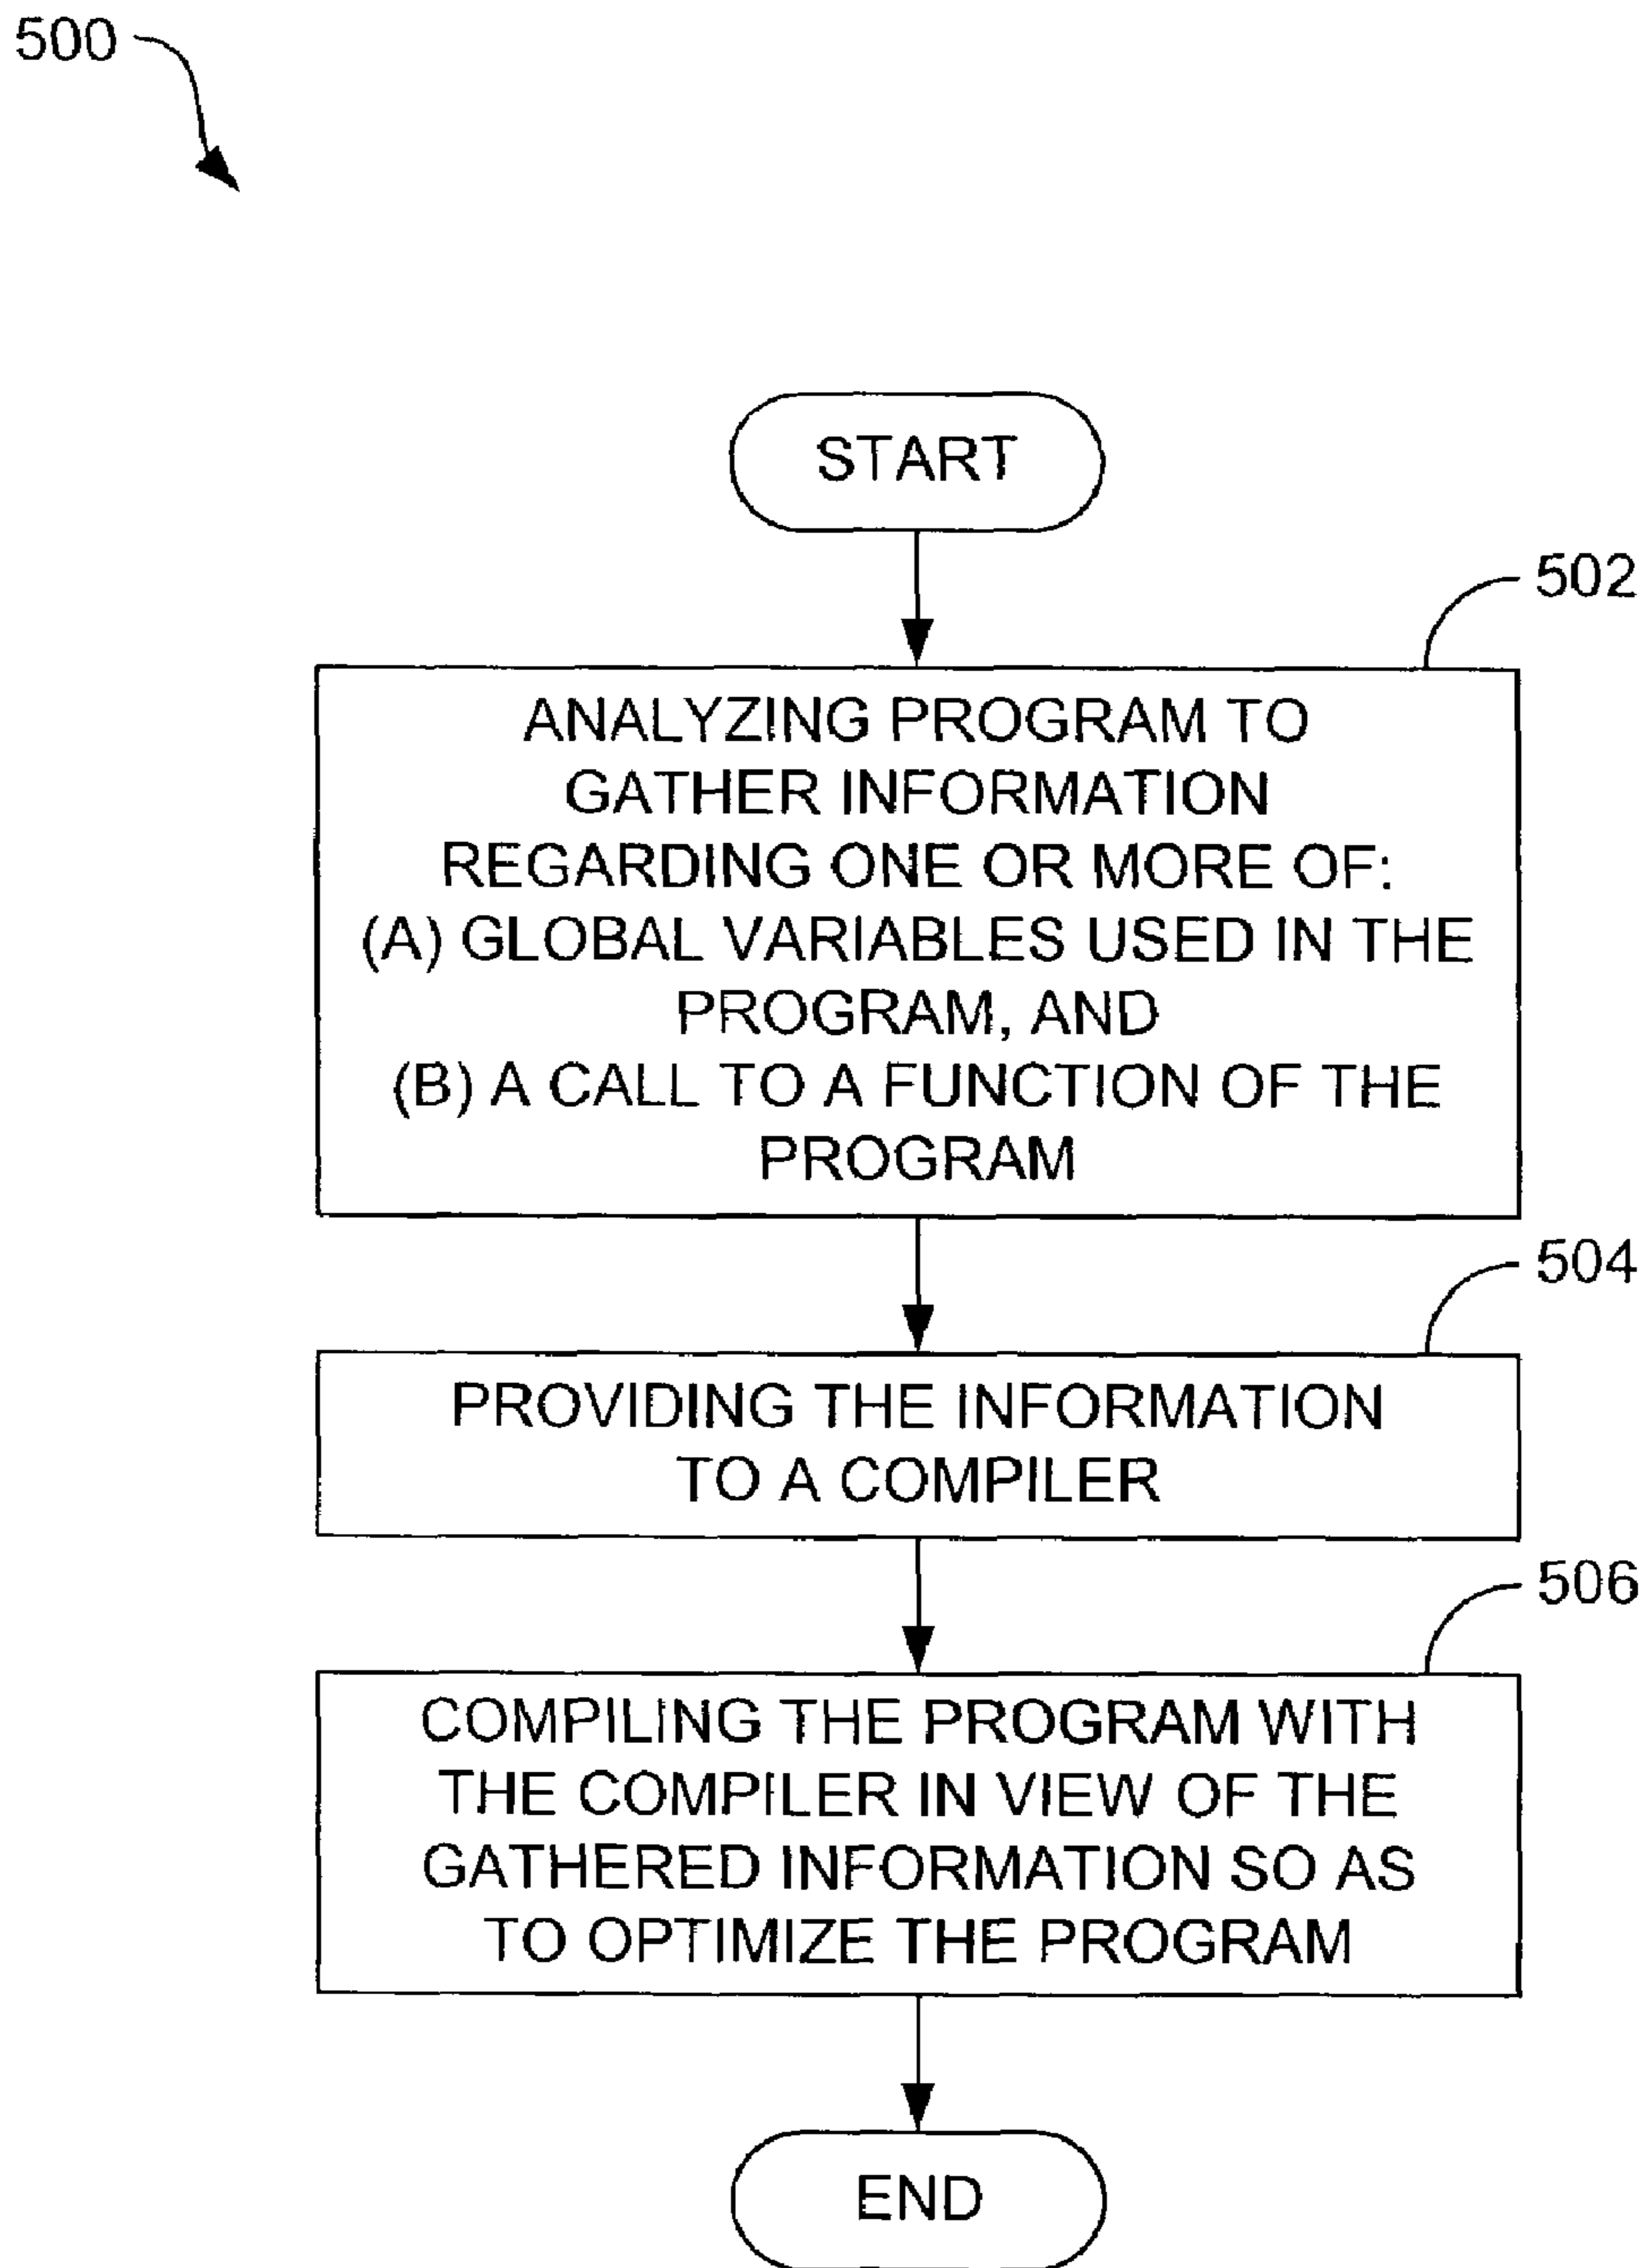 500
START
502
ANALYZING PROGRAM TO
GATHER INFORMATION
REGARDING ONE OR MORE OF:
(A) GLOBAL VARIABLES USED IN THE
PROGRAM, AND
(B) A CALL TO A FUNCTION OF THE
PROGRAM
504
PROVIDING THE INFORMATION
TO A COMPILER
506
COMPILING THE PROGRAM WITH
THE COMPILER IN VIEW OF THE
GATHERED INFORMATION SO AS
TO OPTIMIZE THE PROGRAM
END